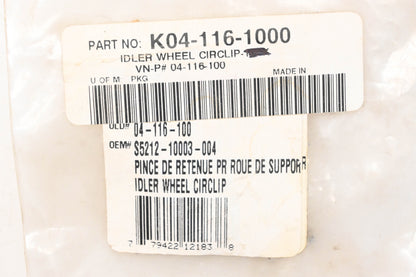 PART NO: K04-116-1000
IDLER WHEEL CIRCLIP-
VN-P# 04-116-100
U OF M: PKG MADE IN
OLD# 04-116-100
OEM# S5212-10003-004
PINCE DE RETENUE PR ROUE DE SUPPORR
IDLER WHEEL CIRCLIP
7 79422 12183 8